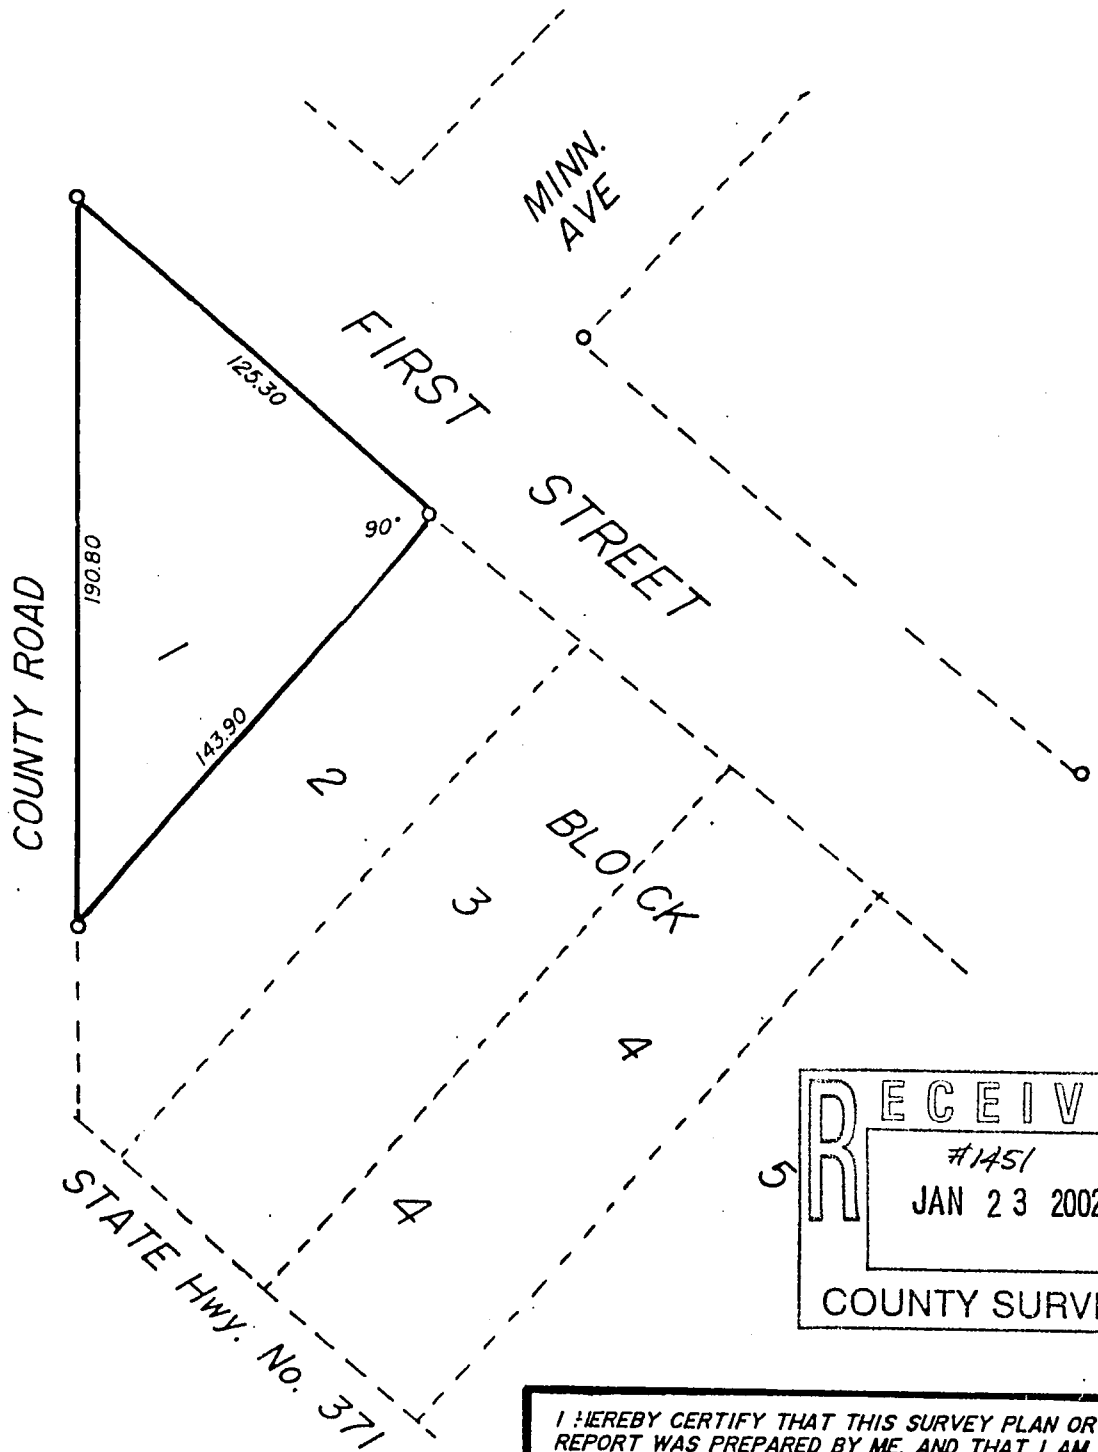 MINN.
AVE
FIRST STREET
125.30
90°
190.80
COUNTY ROAD
1
143.90
2
BLOCK
3
4
4
5
STATE Hwy. No. 371
RECEIV
#1451
JAN 23 2002
COUNTY SURV
I HEREBY CERTIFY THAT THIS SURVEY PLAN OR
REPORT WAS PREPARED BY ME, AND THAT I AM